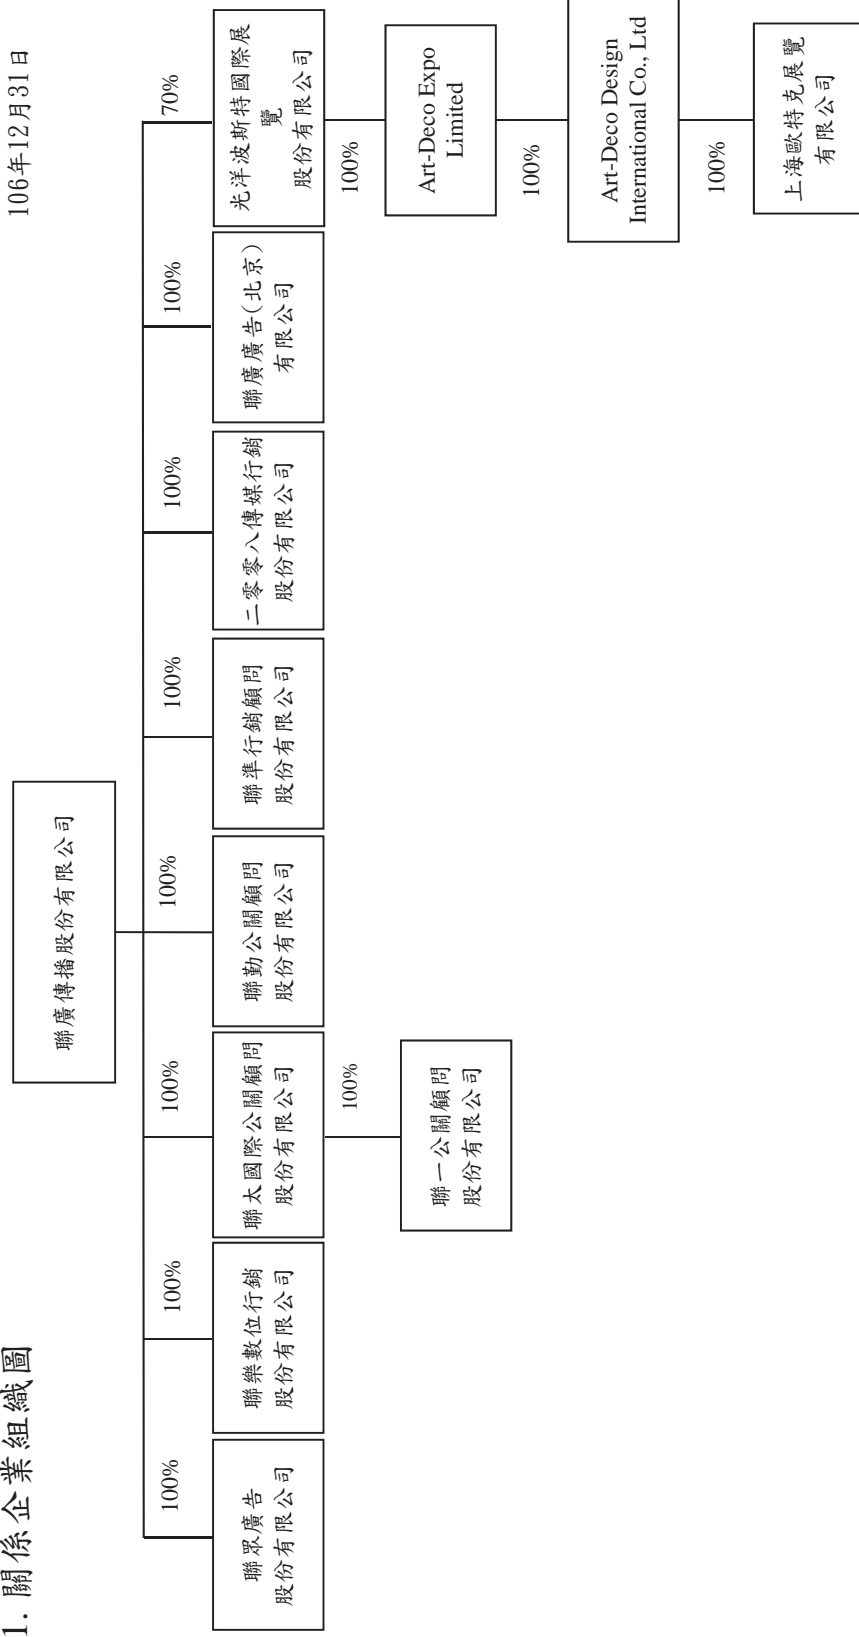 1. 關係企業組織圖
106年12月31日
聯廣傳播股份有限公司
100%
100%
100%
100%
100%
100%
100%
70%
聯眾廣告
股份有限公司
聯樂數位行銷
股份有限公司
聯太國際公關顧問
股份有限公司
聯勤公關顧問
股份有限公司
聯準行銷顧問
股份有限公司
二零零八傳媒行銷
股份有限公司
聯廣廣告(北京)
有限公司
光洋波斯特國際展
覽
股份有限公司
100%
100%
聯一公關顧問
股份有限公司
Art-Deco Expo
Limited
100%
Art-Deco Design
International Co., Ltd
100%
上海歐特克展覽
有限公司